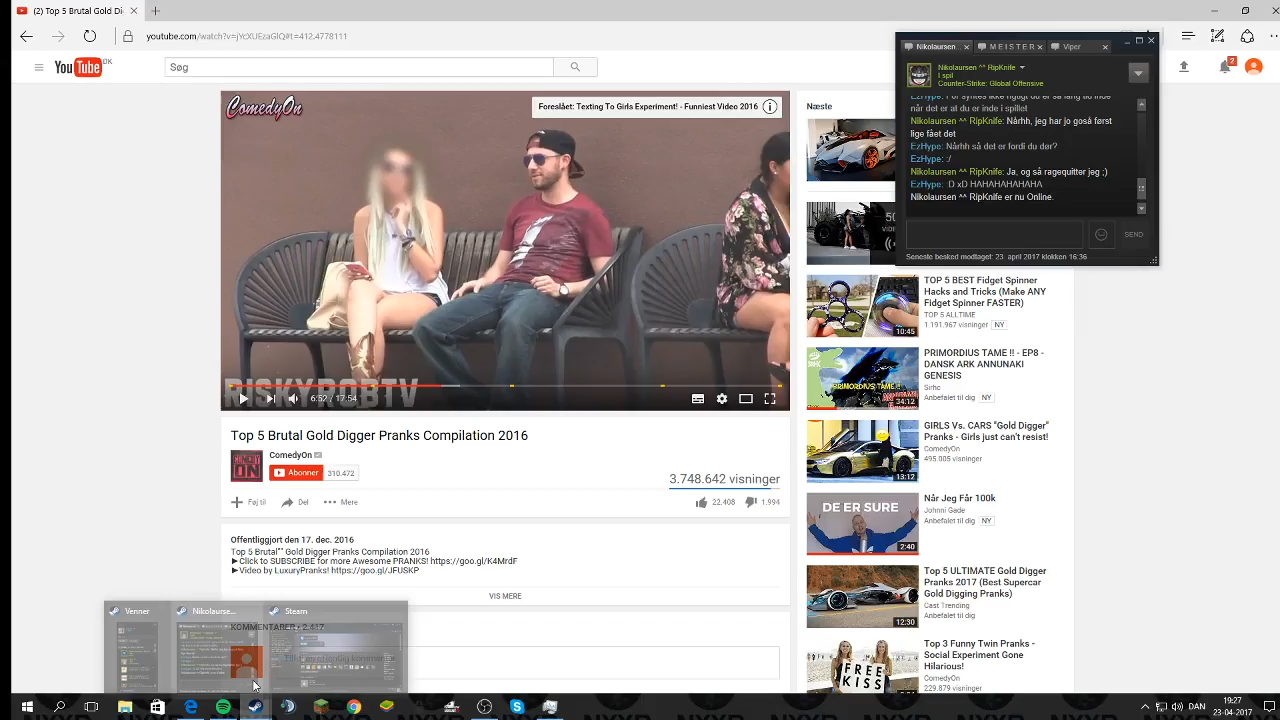 (2) Top 5 Brutal Gold Di
youtube.com/watch?v=jYcXUEzaGIQ#t=412.4778111
YouTube DK
Søg
2
ComedyOn
Foreslået: Texting To Girls Experiment! - Funniest Video 2016
6:52 / 17:54
Top 5 Brutal Gold Digger Pranks Compilation 2016
ComedyOn
Abonner 310.472
3.748.642 visninger
Føj til Del Mere
22,408 1.994
Offentliggjort den 17. dec. 2016
Top 5 Brutal"" Gold Digger Pranks Compilation 2016
►Click to SUBSCRIBE for more Awesome PRANKS! https://goo.gl/K4MrdF
►Video by LuxuryPranks! https://goo.gl/JFUSKP
VIS MERE
KOMMENTARER • 2.417
Venner
Nikolaurse...
Steam
Næste
Nikolaursen
M E I S T E R
Viper
Nikolaursen ^^ RipKnife
I spil
Counter-Strike: Global Offensive
når det er at du er inde i spillet
Nikolaursen ^^ RipKnife: Nårhh, jeg har jo goså først
lige fået det
EzHype: Nårhh så det er fordi du dør?
EzHype: :/
Nikolaursen ^^ RipKnife: Ja, og så ragequitter jeg ;)
EzHype: :D xD HAHAHAHAHAHA
Nikolaursen ^^ RipKnife er nu Online.
SEND
Seneste besked modtaget: 23. april 2017 klokken 16:36
TOP 5 BEST Fidget Spinner
Hacks and Tricks (Make ANY
Fidget Spinner FASTER)
TOP 5 ALLTIME
1.191.967 visninger NY
10:45
PRIMORDIUS TAME !! - EP8 -
DANSK ARK ANNUNAKI
GENESIS
Sirhc
Anbefalet til dig NY
PRIMORDIUS TAME !!
34:12
GIRLS Vs. CARS "Gold Digger"
Pranks - Girls just can't resist!
ComedyOn
495.005 visninger
13:12
Når Jeg Får 100k
Johnni Gade
Anbefalet til dig NY
DE ER SURE
2:40
Top 5 ULTIMATE Gold Digger
Pranks 2017 (Best Supercar
Gold Digging Pranks)
Cast Trending
Anbefalet til dig
12:30
Top 3 Funny Twin Pranks -
Social Experiment Gone
Hilarious!
ComedyOn
229.879 visninger
FREE
KISS
DAN
19:27
23-04-2017